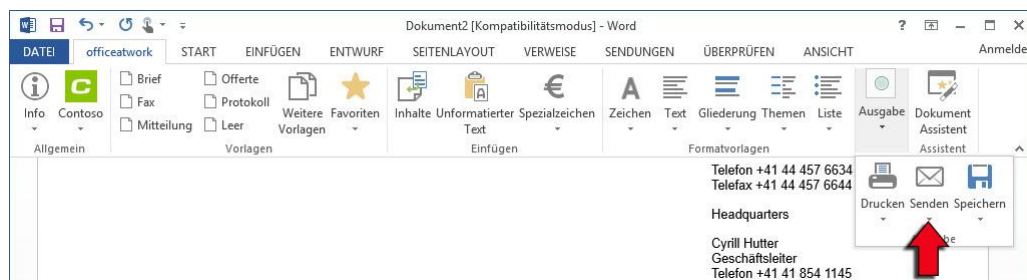 Dokument2 [Kompatibilitätsmodus] - Word
?
DATEI officeatwork START EINFÜGEN ENTWURF SEITENLAYOUT VERWEISE SENDUNGEN ÜBERPRÜFEN ANSICHT Anmelde
Brief Offerte
Fax Protokoll
Mitteilung Leer
Info Contoso Weitere Vorlagen Favoriten Inhalte Unformatierter Text Spezialzeichen Zeichen Text Gliederung Themen Liste Ausgabe Dokument Assistent
Allgemein Vorlagen Einfügen Formatvorlagen Assistent
Telefon +41 44 457 6634
Telefax +41 44 457 6644
Drucken Senden Speichern
Headquarters
Cyrill Hutter
Geschäftsleiter
Telefon +41 41 854 1145